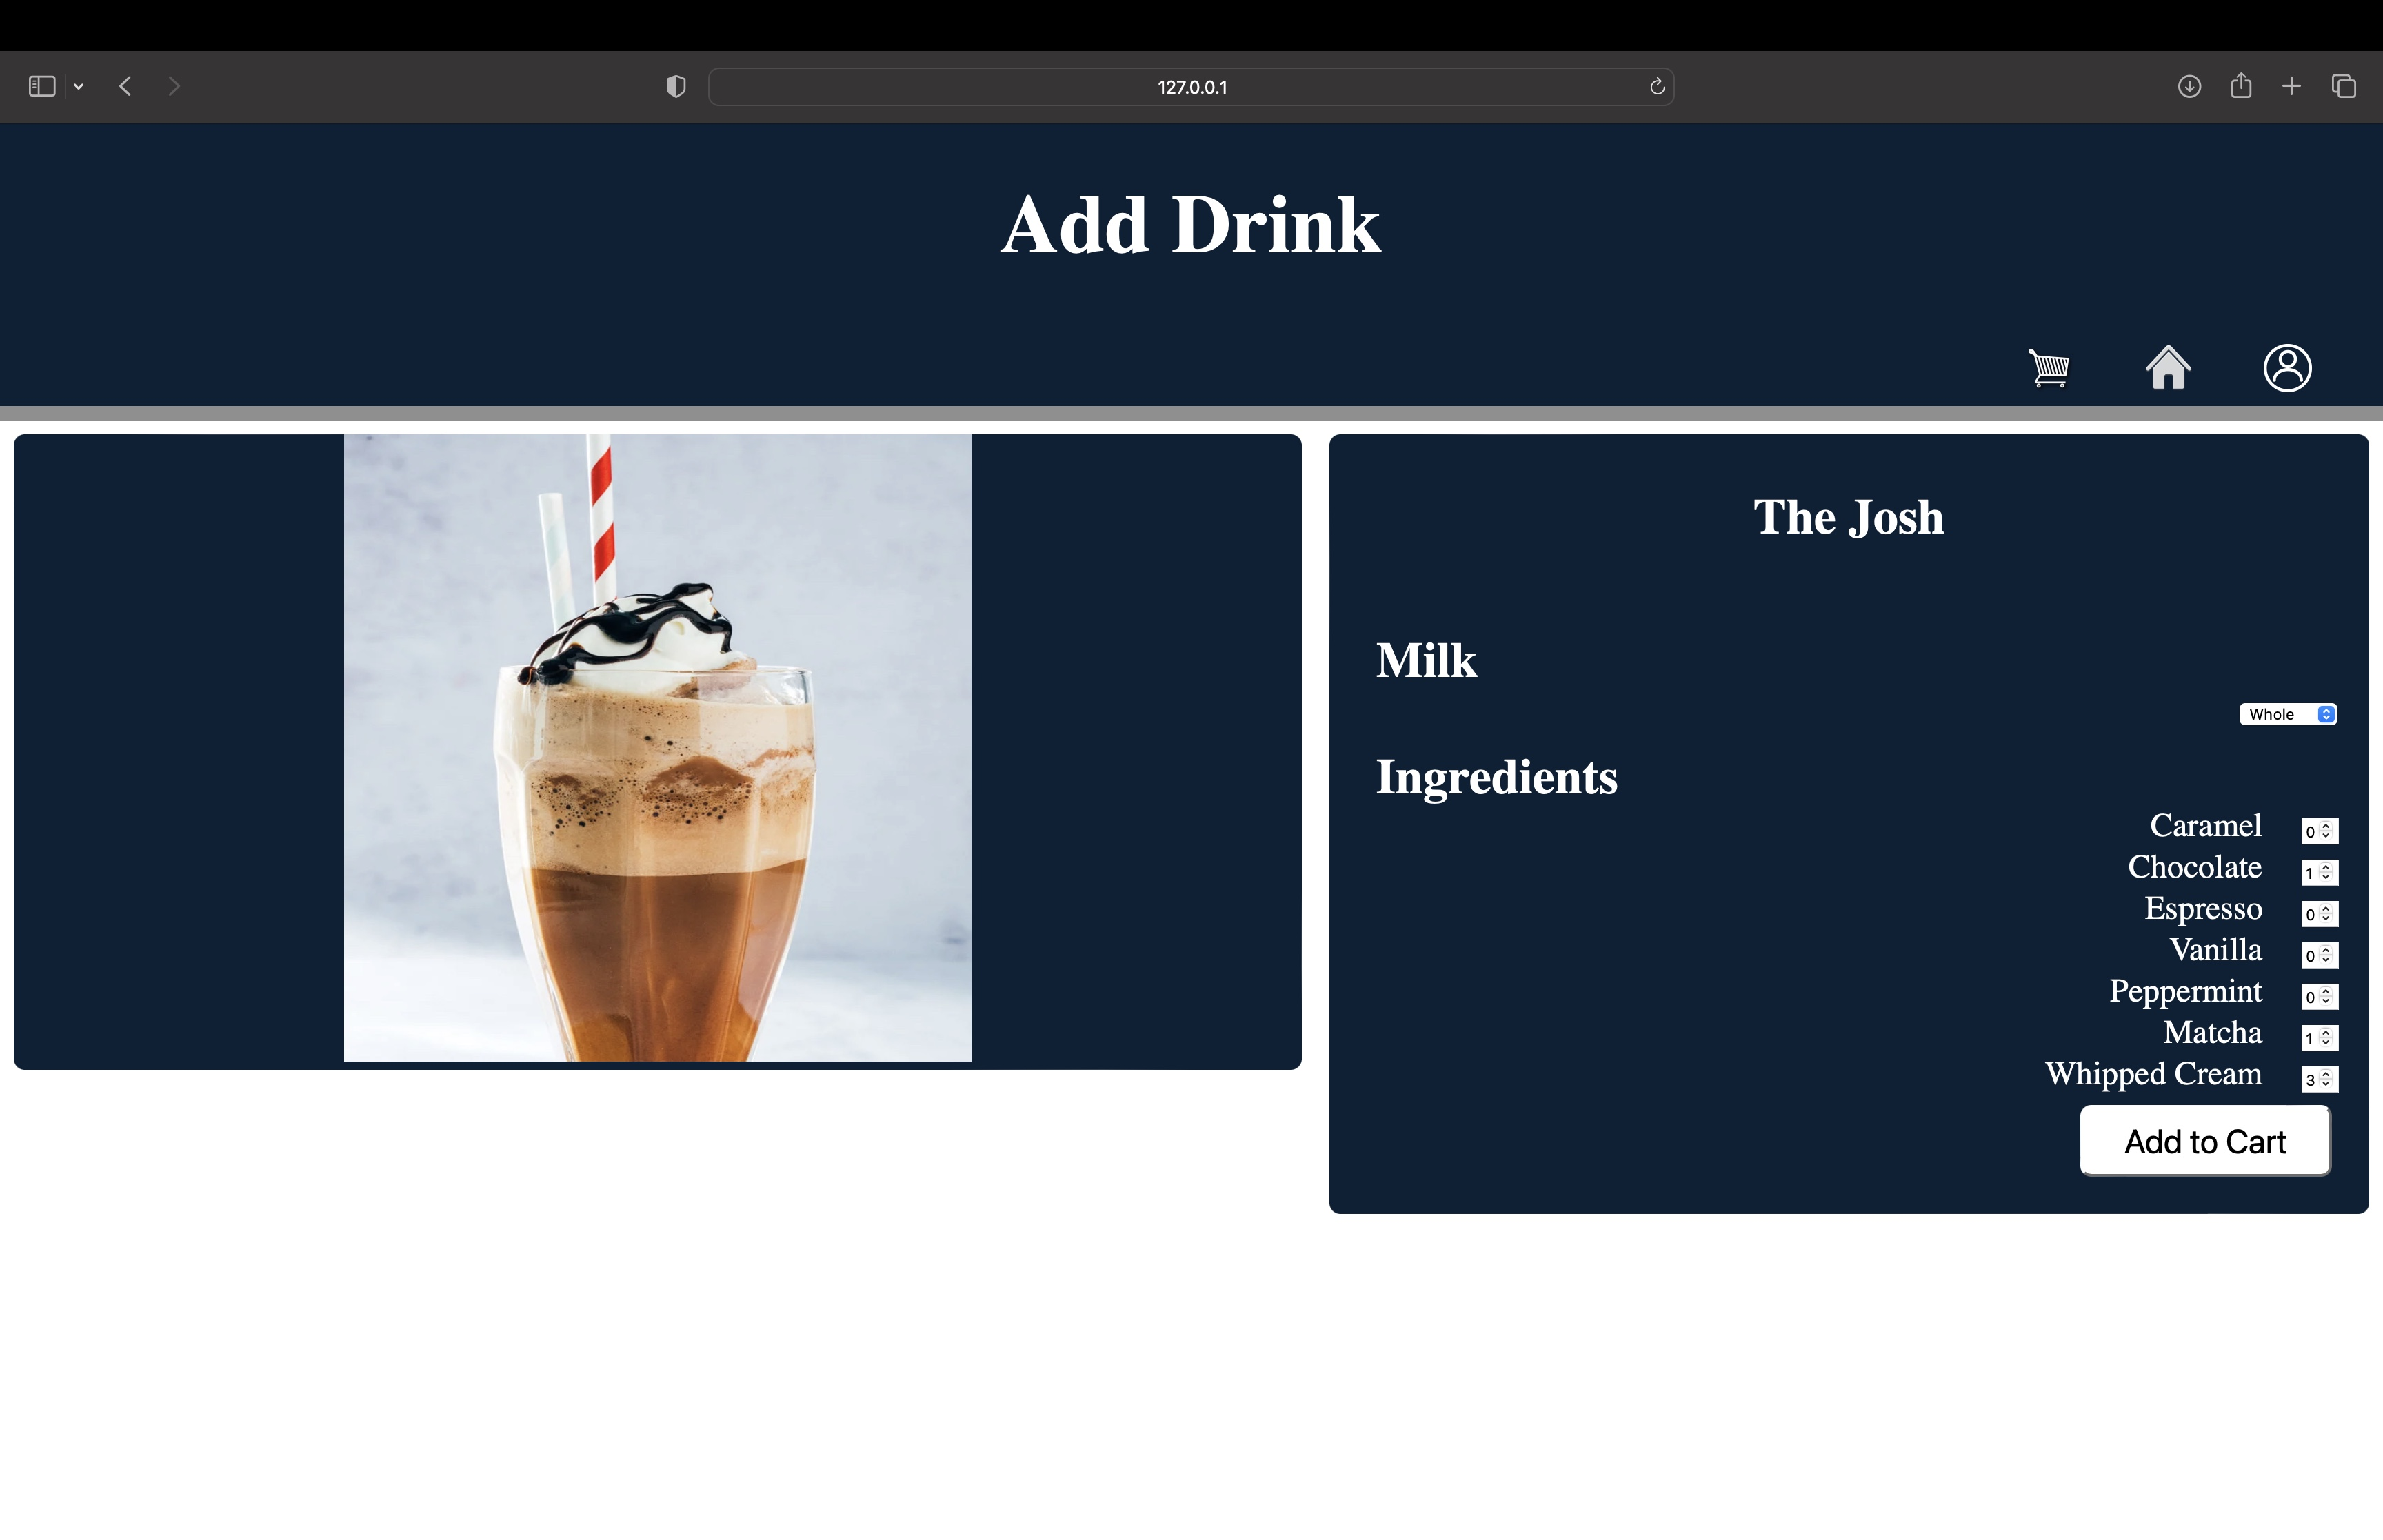 127.0.0.1
Add Drink
The Josh
Milk
Whole
Ingredients
Caramel 0
Chocolate 1
Espresso 0
Vanilla 0
Peppermint 0
Matcha 1
Whipped Cream 3
Add to Cart